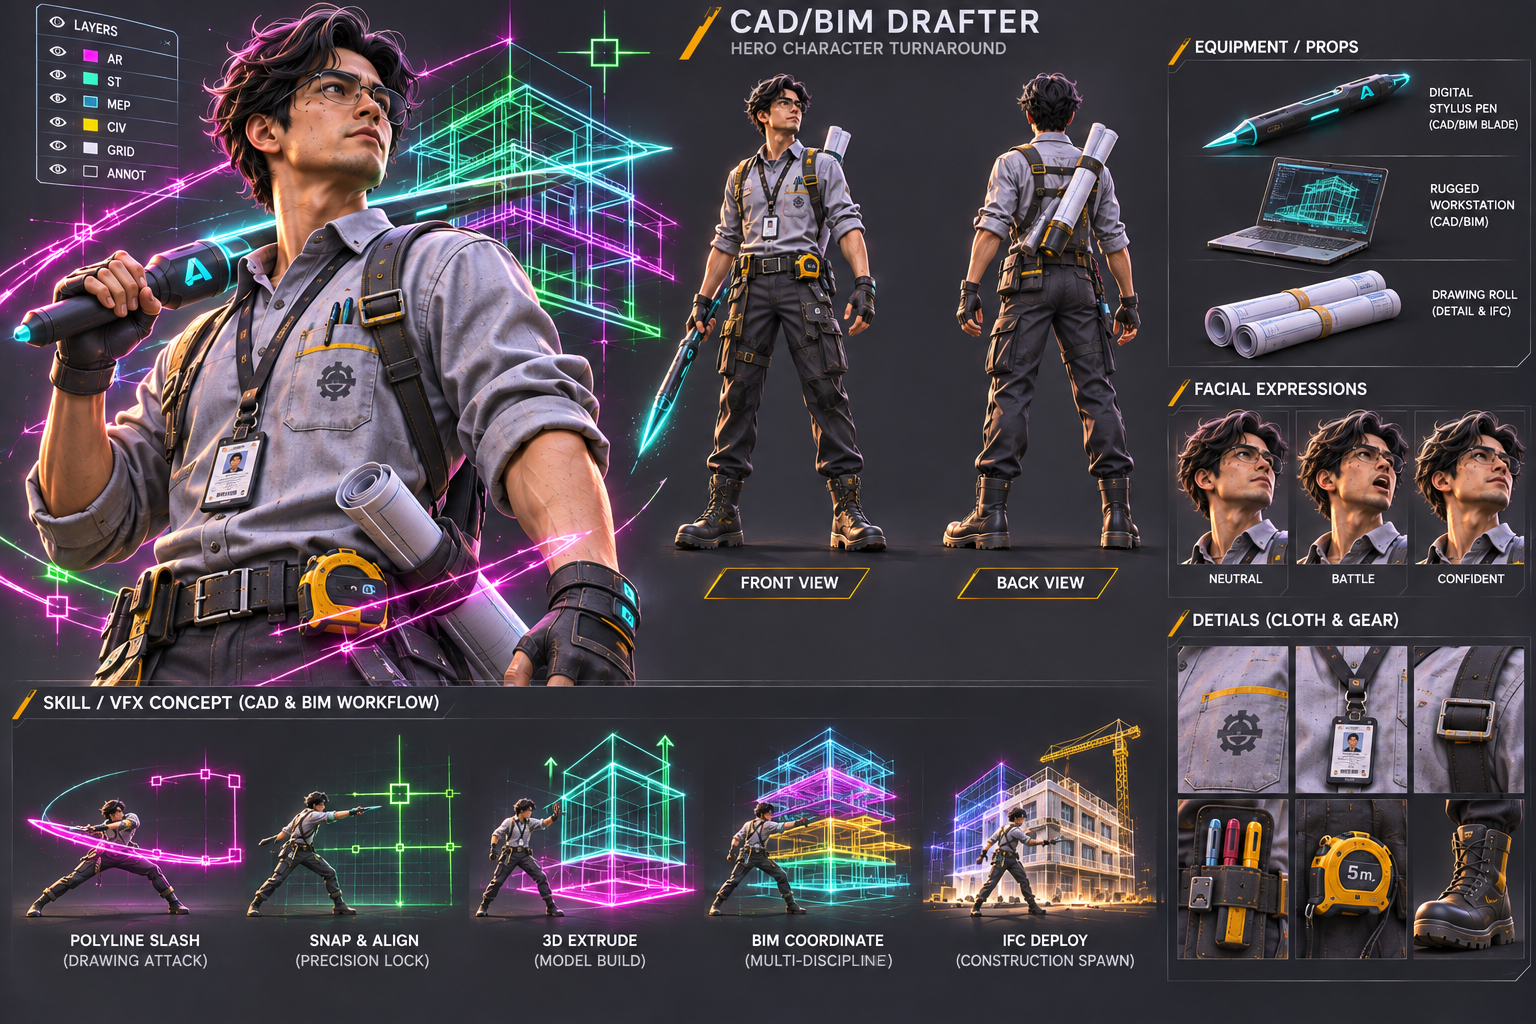 LAYERS
AR
ST
MEP
CIV
GRID
ANNOT
A
CAD/BIM DRAFTER
HERO CHARACTER TURNAROUND
FRONT VIEW
BACK VIEW
EQUIPMENT / PROPS
A
DIGITAL
STYLUS PEN
(CAD/BIM BLADE)
RUGGED
WORKSTATION
(CAD/BIM)
DRAWING ROLL
(DETAIL & IFC)
FACIAL EXPRESSIONS
NEUTRAL
BATTLE
CONFIDENT
DETIALS (CLOTH & GEAR)
5m.
SKILL / VFX CONCEPT (CAD & BIM WORKFLOW)
POLYLINE SLASH
(DRAWING ATTACK)
SNAP & ALIGN
(PRECISION LOCK)
3D EXTRUDE
(MODEL BUILD)
BIM COORDINATE
(MULTI-DISCIPLINE)
IFC DEPLOY
(CONSTRUCTION SPAWN)